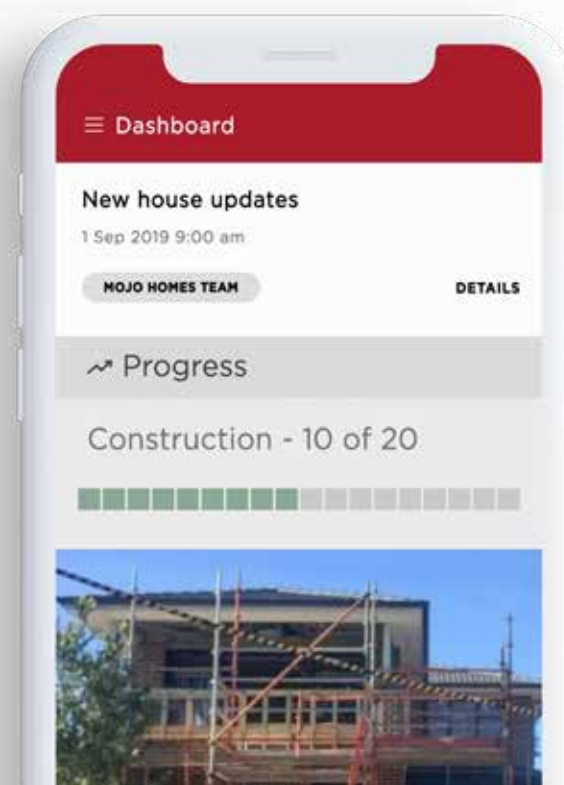 Dashboard
New house updates
1 Sep 2019 9:00 am
MOJO HOMES TEAM DETAILS
Progress
Construction - 10 of 20